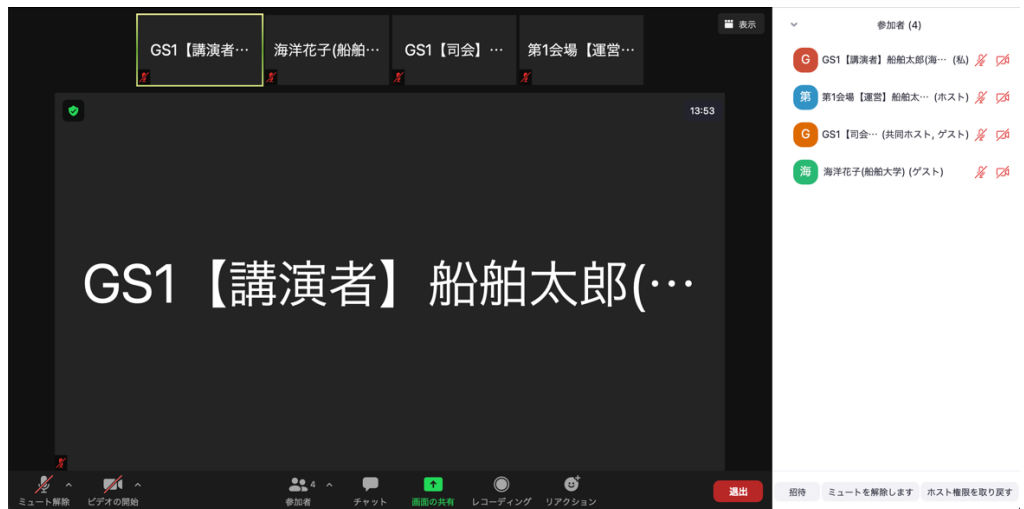 GS1【講演者…
海洋花子(船舶…
GS1【司会】…
第1会場【運営…
表示
13:53
GS1【講演者】船舶太郎(…
ミュート解除
ビデオの開始
4
参加者
チャット
画面の共有
レコーディング
リアクション
退出
参加者 (4)
G GS1【講演者】船舶太郎(海… (私)
第 第1会場【運営】船舶太… (ホスト)
G GS1【司会… (共同ホスト, ゲスト)
海 海洋花子(船舶大学) (ゲスト)
招待 ミュートを解除します ホスト権限を取り戻す